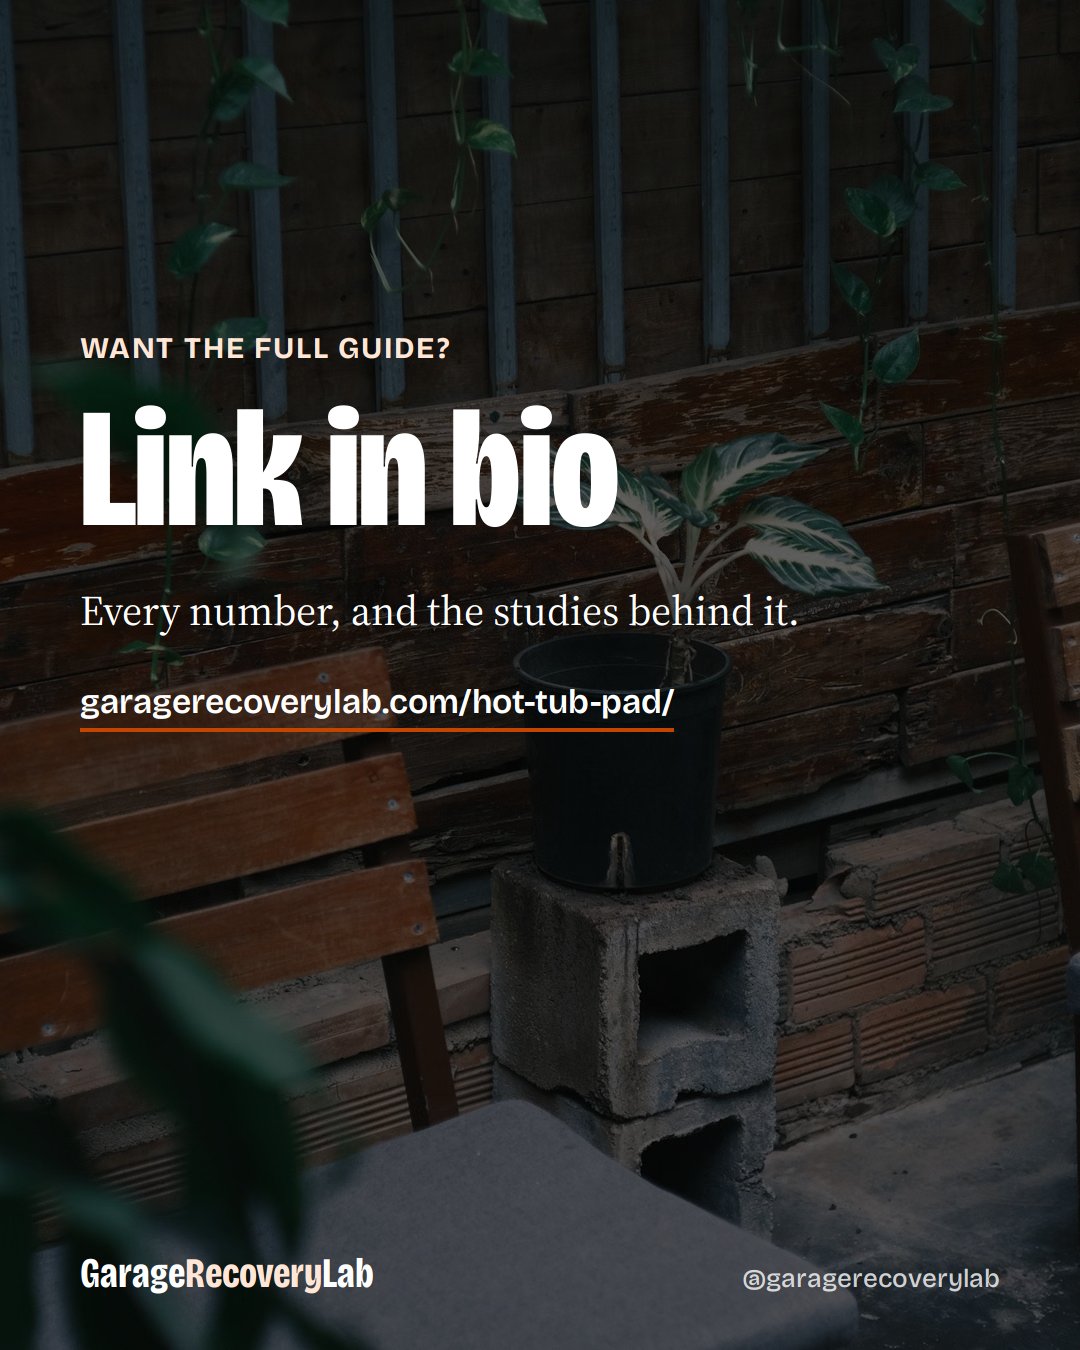 WANT THE FULL GUIDE?
Link in bio
Every number, and the studies behind it.
garagerecoverylab.com/hot-tub-pad/
GarageRecoveryLab
@garagerecoverylab